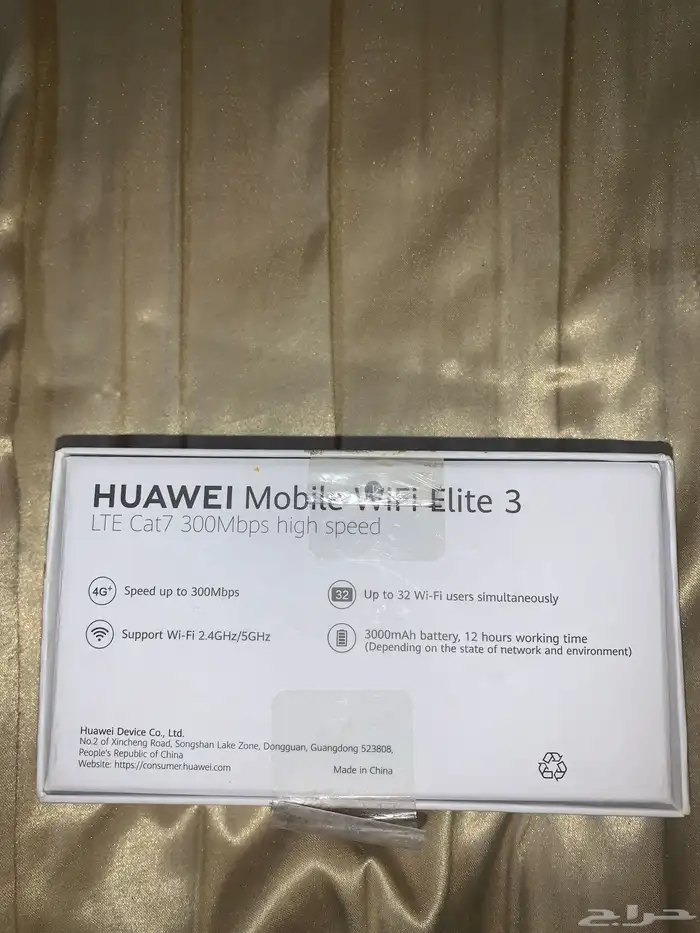 HUAWEI Mobile WiFi Elite 3
LTE Cat7 300Mbps high speed
4G+ Speed up to 300Mbps
32 Up to 32 Wi-Fi users simultaneously
Support Wi-Fi 2.4GHz/5GHz
3000mAh battery, 12 hours working time
(Depending on the state of network and environment)
Huawei Device Co., Ltd.
No.2 of Xincheng Road, Songshan Lake Zone, Dongguan, Guangdong 523808,
People's Republic of China
Website: https://consumer.huawei.com
Made in China
حراج